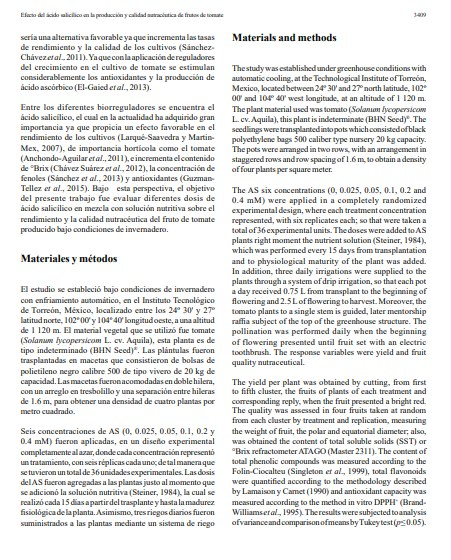 Efecto del ácido salicílico en la producción y calidad nutracéutica de frutos de tomate
3409
sería una alternativa favorable ya que incrementa las tasas
de rendimiento y la calidad de los cultivos (Sánchez-
Chávez et al., 2011). Ya que con la aplicación de reguladores
del crecimiento en el cultivo de tomate se estimulan
considerablemente los antioxidantes y la producción de
ácido ascórbico (El-Gaied et al., 2013).
Entre los diferentes biorreguladores se encuentra el
ácido salicílico, el cual en la actualidad ha adquirido gran
importancia ya que propicia un efecto favorable en el
rendimiento de los cultivos (Larqué-Saavedra y Martin-
Mex, 2007), de importancia hortícola como el tomate
(Anchondo-Aguilar et al., 2011), e incrementa el contenido
de °Brix (Chávez Suárez et al., 2012), la concentración de
fenoles (Sánchez et al., 2013) y antioxidantes (Guzman-
Tellez et al., 2015). Bajo esta perspectiva, el objetivo
del presente trabajo fue evaluar diferentes dosis de
ácido salicílico en mezcla con solución nutritiva sobre el
rendimiento y la calidad nutracéutica del fruto de tomate
producido bajo condiciones de invernadero.
Materiales y métodos
El estudio se estableció bajo condiciones de invernadero
con enfriamiento automático, en el Instituto Tecnológico
de Torreón, México, localizado entre los 24° 30' y 27°
latitud norte, 102° 00' y 104° 40' longitud oeste, a una altitud
de 1 120 m. El material vegetal que se utilizó fue tomate
(Solanum lycopersicum L. cv. Aquila), esta planta es de
tipo indeterminado (BHN Seed)®. Las plántulas fueron
trasplantadas en macetas que consistieron de bolsas de
polietileno negro calibre 500 de tipo vivero de 20 kg de
capacidad. Las macetas fueron acomodadas en doble hilera,
con un arreglo en tresbolillo y una separación entre hileras
de 1.6 m, para obtener una densidad de cuatro plantas por
metro cuadrado.
Seis concentraciones de AS (0, 0.025, 0.05, 0.1, 0.2 y
0.4 mM) fueron aplicadas, en un diseño experimental
completamente al azar, donde cada concentración representó
un tratamiento, con seis réplicas cada uno; de tal manera que
se tuvieron un total de 36 unidades experimentales. Las dosis
del AS fueron agregadas a las plantas justo al momento que
se adicionó la solución nutritiva (Steiner, 1984), la cual se
realizó cada 15 días a partir del trasplante y hasta la madurez
fisiológica de la planta. Asimismo, tres riegos diarios fueron
suministrados a las plantas mediante un sistema de riego
Materials and methods
The study was established under greenhouse conditions with
automatic cooling, at the Technological Institute of Torreón,
Mexico, located between 24° 30' and 27° north latitude, 102°
00' and 104° 40' west longitude, at an altitude of 1 120 m.
The plant material used was tomato (Solanum lycopersicum
L. cv. Aquila), this plant is indeterminate (BHN Seed)®. The
seedlings were transplanted into pots which consisted of black
polyethylene bags 500 caliber type nursery 20 kg capacity.
The pots were arranged in two rows, with an arrangement in
staggered rows and row spacing of 1.6 m, to obtain a density
of four plants per square meter.
The AS six concentrations (0, 0.025, 0.05, 0.1, 0.2 and
0.4 mM) were applied in a completely randomized
experimental design, where each treatment concentration
represented, with six replicates each; so that were taken a
total of 36 experimental units. The doses were added to AS
plants right moment the nutrient solution (Steiner, 1984),
which was performed every 15 days from transplantation
and to physiological maturity of the plant was added.
In addition, three daily irrigations were supplied to the
plants through a system of drip irrigation, so that each pot
a day received 0.75 L from transplant to the beginning of
flowering and 2.5 L of flowering to harvest. Moreover, the
tomato plants to a single stem is guided, later mentorship
raffia subject of the top of the greenhouse structure. The
pollination was performed daily when the beginning
of flowering presented until fruit set with an electric
toothbrush. The response variables were yield and fruit
quality nutraceutical.
The yield per plant was obtained by cutting, from first
to fifth cluster, the fruits of plants of each treatment and
corresponding reply, when the fruit presented a bright red.
The quality was assessed in four fruits taken at random
from each cluster by treatment and replication, measuring
the weight of fruit, the polar and equatorial diameter; also,
was obtained the content of total soluble solids (SST) or
°Brix refractometer ATAGO (Master 2311). The content of
total phenolic compounds was measured according to the
Folin-Ciocalteu (Singleton et al., 1999), total flavonoids
were quantified according to the methodology described
by Lamaison y Carnet (1990) and antioxidant capacity was
measured according to the method in vitro DPPH+ (Brand-
Williams et al., 1995). The results were subjected to analysis
of variance and comparison of means by Tukey test (p≤ 0.05).